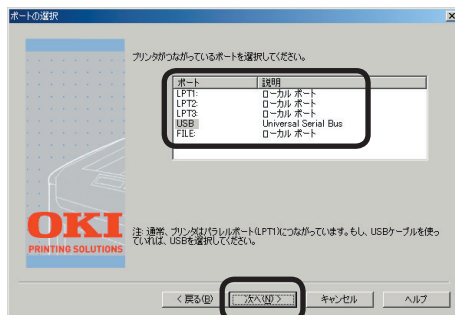 ポートの選択
プリンタがつながっているポートを選択してください。
ポート 説明
LPT1: ローカル ポート
LPT2: ローカル ポート
LPT3: ローカル ポート
USB Universal Serial Bus
FILE: ローカル ポート
OKI
PRINTING SOLUTIONS
注: 通常、プリンタはパラレルポート(LPT1)につながっています。もし、USBケーブルを使っ
ていれば、USBを選択してください。
< 戻る(B) 次へ(N) > キャンセル ヘルプ